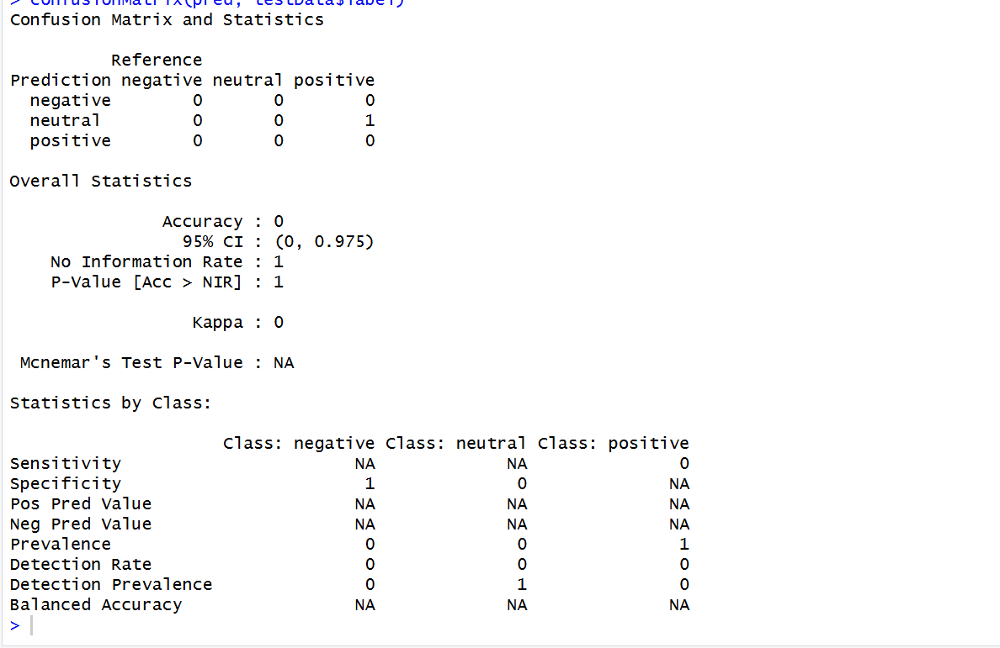 > confusionMatrix(pred, testData$label)
Confusion Matrix and Statistics
Reference
Prediction negative neutral positive
negative 0 0 0
neutral 0 0 1
positive 0 0 0
Overall Statistics
Accuracy : 0
95% CI : (0, 0.975)
No Information Rate : 1
P-Value [Acc > NIR] : 1
Kappa : 0
Mcnemar's Test P-Value : NA
Statistics by Class:
Class: negative Class: neutral Class: positive
Sensitivity NA NA 0
Specificity 1 0 NA
Pos Pred Value NA NA NA
Neg Pred Value NA NA NA
Prevalence 0 0 1
Detection Rate 0 0 0
Detection Prevalence 0 1 0
Balanced Accuracy NA NA NA
>